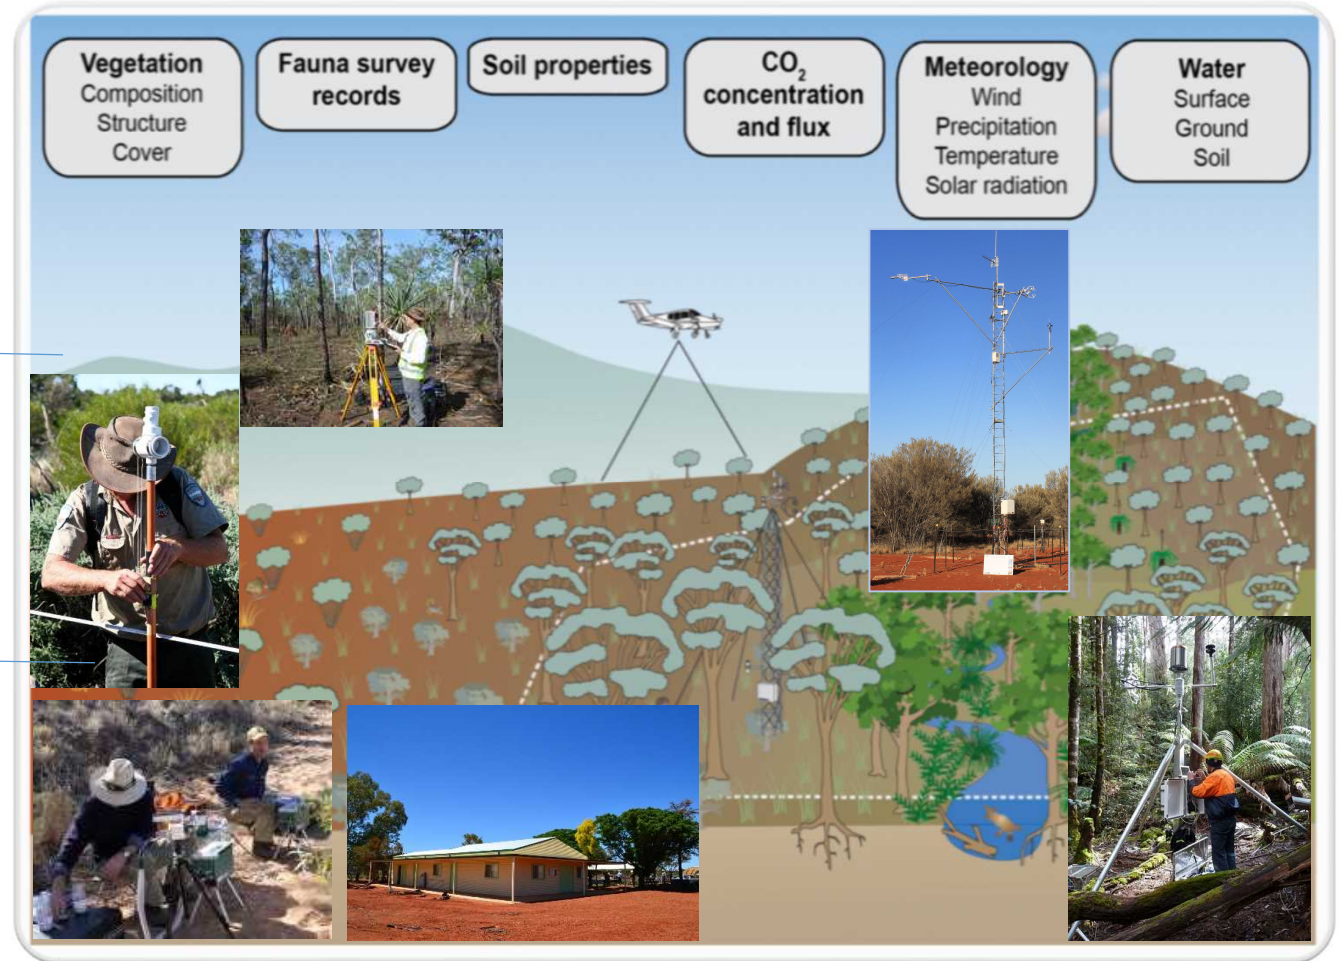 Vegetation
Composition
Structure
Cover
Fauna survey
records
Soil properties
CO₂
concentration
and flux
Meteorology
Wind
Precipitation
Temperature
Solar radiation
Water
Surface
Ground
Soil